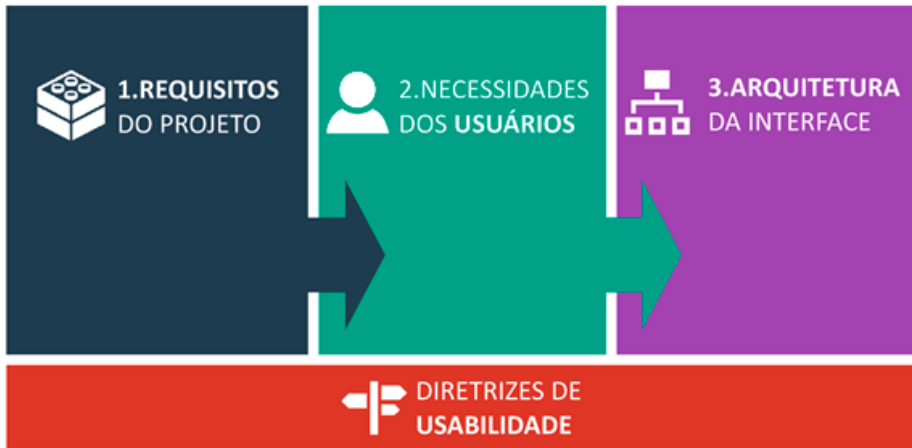 1.REQUISITOS
DO PROJETO
2.NECESSIDADES
DOS USUÁRIOS
3.ARQUITETURA
DA INTERFACE
DIRETRIZES DE
USABILIDADE